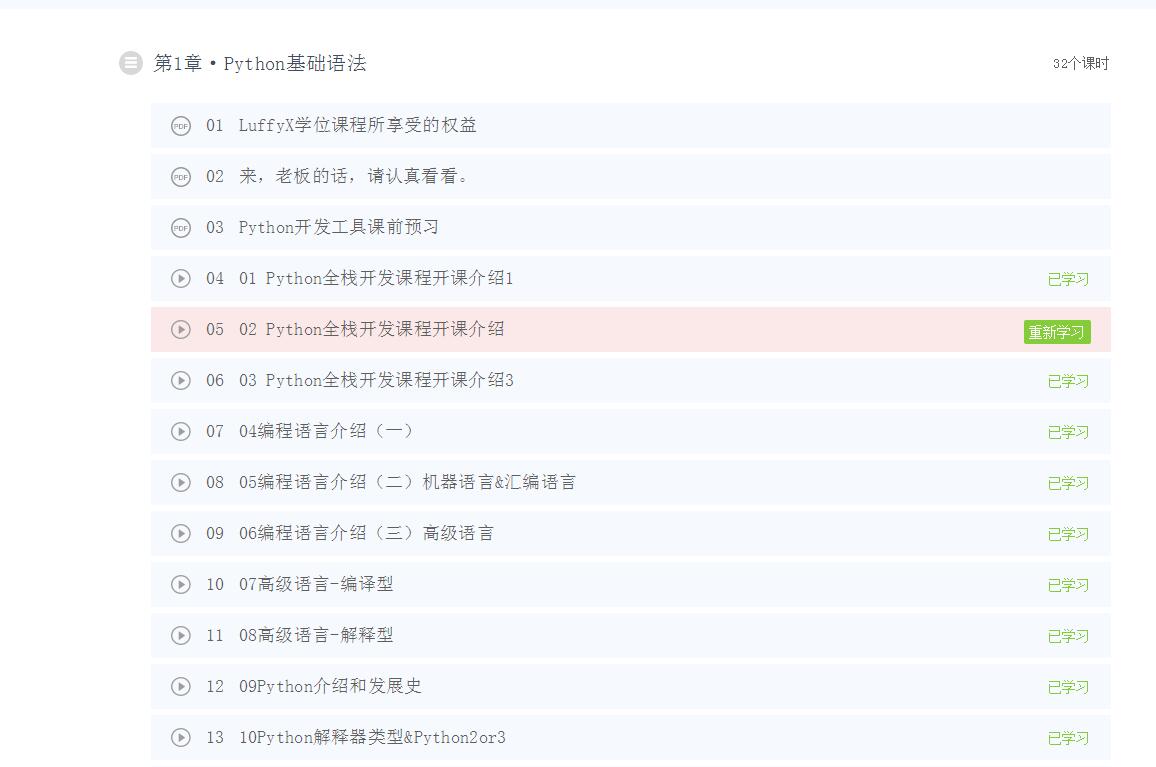 第1章·Python基础语法 32个课时
PDF 01 LuffyX学位课程所享受的权益
PDF 02 来，老板的话，请认真看看。
PDF 03 Python开发工具课前预习
04 01 Python全栈开发课程开课介绍1 已学习
05 02 Python全栈开发课程开课介绍 重新学习
06 03 Python全栈开发课程开课介绍3 已学习
07 04编程语言介绍（一） 已学习
08 05编程语言介绍（二）机器语言&汇编语言 已学习
09 06编程语言介绍（三）高级语言 已学习
10 07高级语言-编译型 已学习
11 08高级语言-解释型 已学习
12 09Python介绍和发展史 已学习
13 10Python解释器类型&Python2or3 已学习